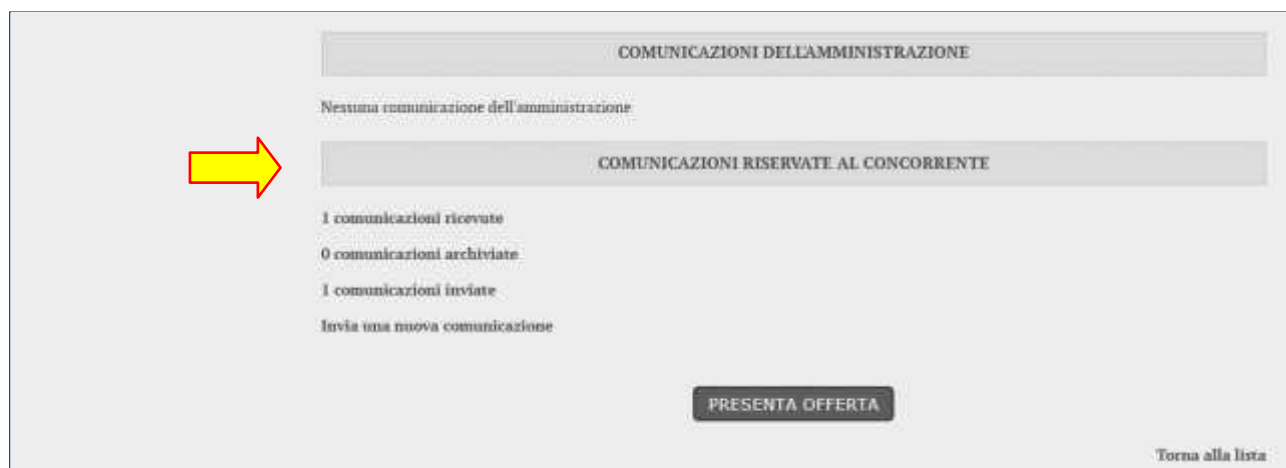 COMUNICAZIONI DELL'AMMINISTRAZIONE
Nessuna comunicazione dell'amministrazione
COMUNICAZIONI RISERVATE AL CONCORRENTE
1 comunicazioni ricevute
0 comunicazioni archiviate
1 comunicazioni inviate
Invia una nuova comunicazione
PRESENTA OFFERTA
Torna alla lista